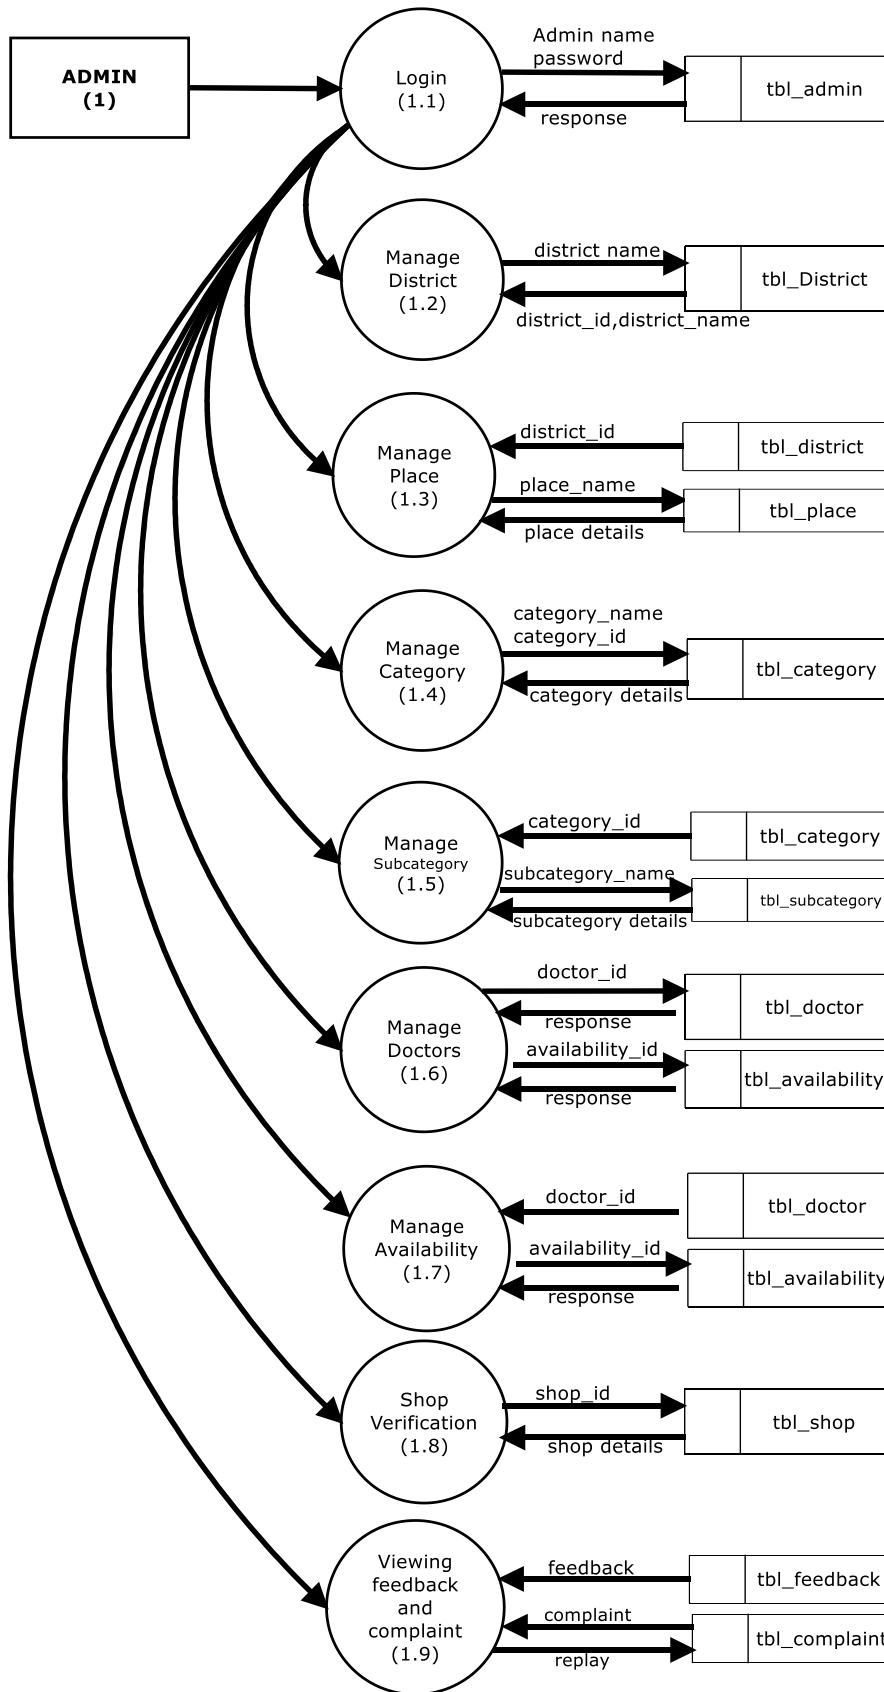 ADMIN
(1)
Login
(1.1)
Admin name
password
response
tbl_admin
Manage
District
(1.2)
district name
district_id,district_name
tbl_District
Manage
Place
(1.3)
district_id
tbl_district
place_name
place details
tbl_place
Manage
Category
(1.4)
category_name
category_id
category details
tbl_category
Manage
Subcategory
(1.5)
category_id
tbl_category
subcategory_name
subcategory details
tbl_subcategory
Manage
Doctors
(1.6)
doctor_id
response
tbl_doctor
availability_id
response
tbl_availability
Manage
Availability
(1.7)
doctor_id
tbl_doctor
availability_id
response
tbl_availability
Shop
Verification
(1.8)
shop_id
shop details
tbl_shop
Viewing
feedback
and
complaint
(1.9)
feedback
tbl_feedback
complaint
replay
tbl_complaint